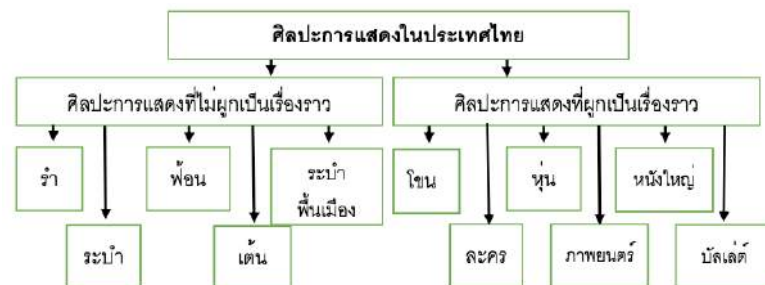 ศิลปะการแสดงในประเทศไทย
ศิลปะการแสดงที่ไม่ผูกเป็นเรื่องราว
ศิลปะการแสดงที่ผูกเป็นเรื่องราว
รำ
ฟ้อน
ระบำ
พื้นเมือง
โขน
หุ่น
หนังใหญ่
ระบำ
เต้น
ละคร
ภาพยนตร์
บัลเล่ต์